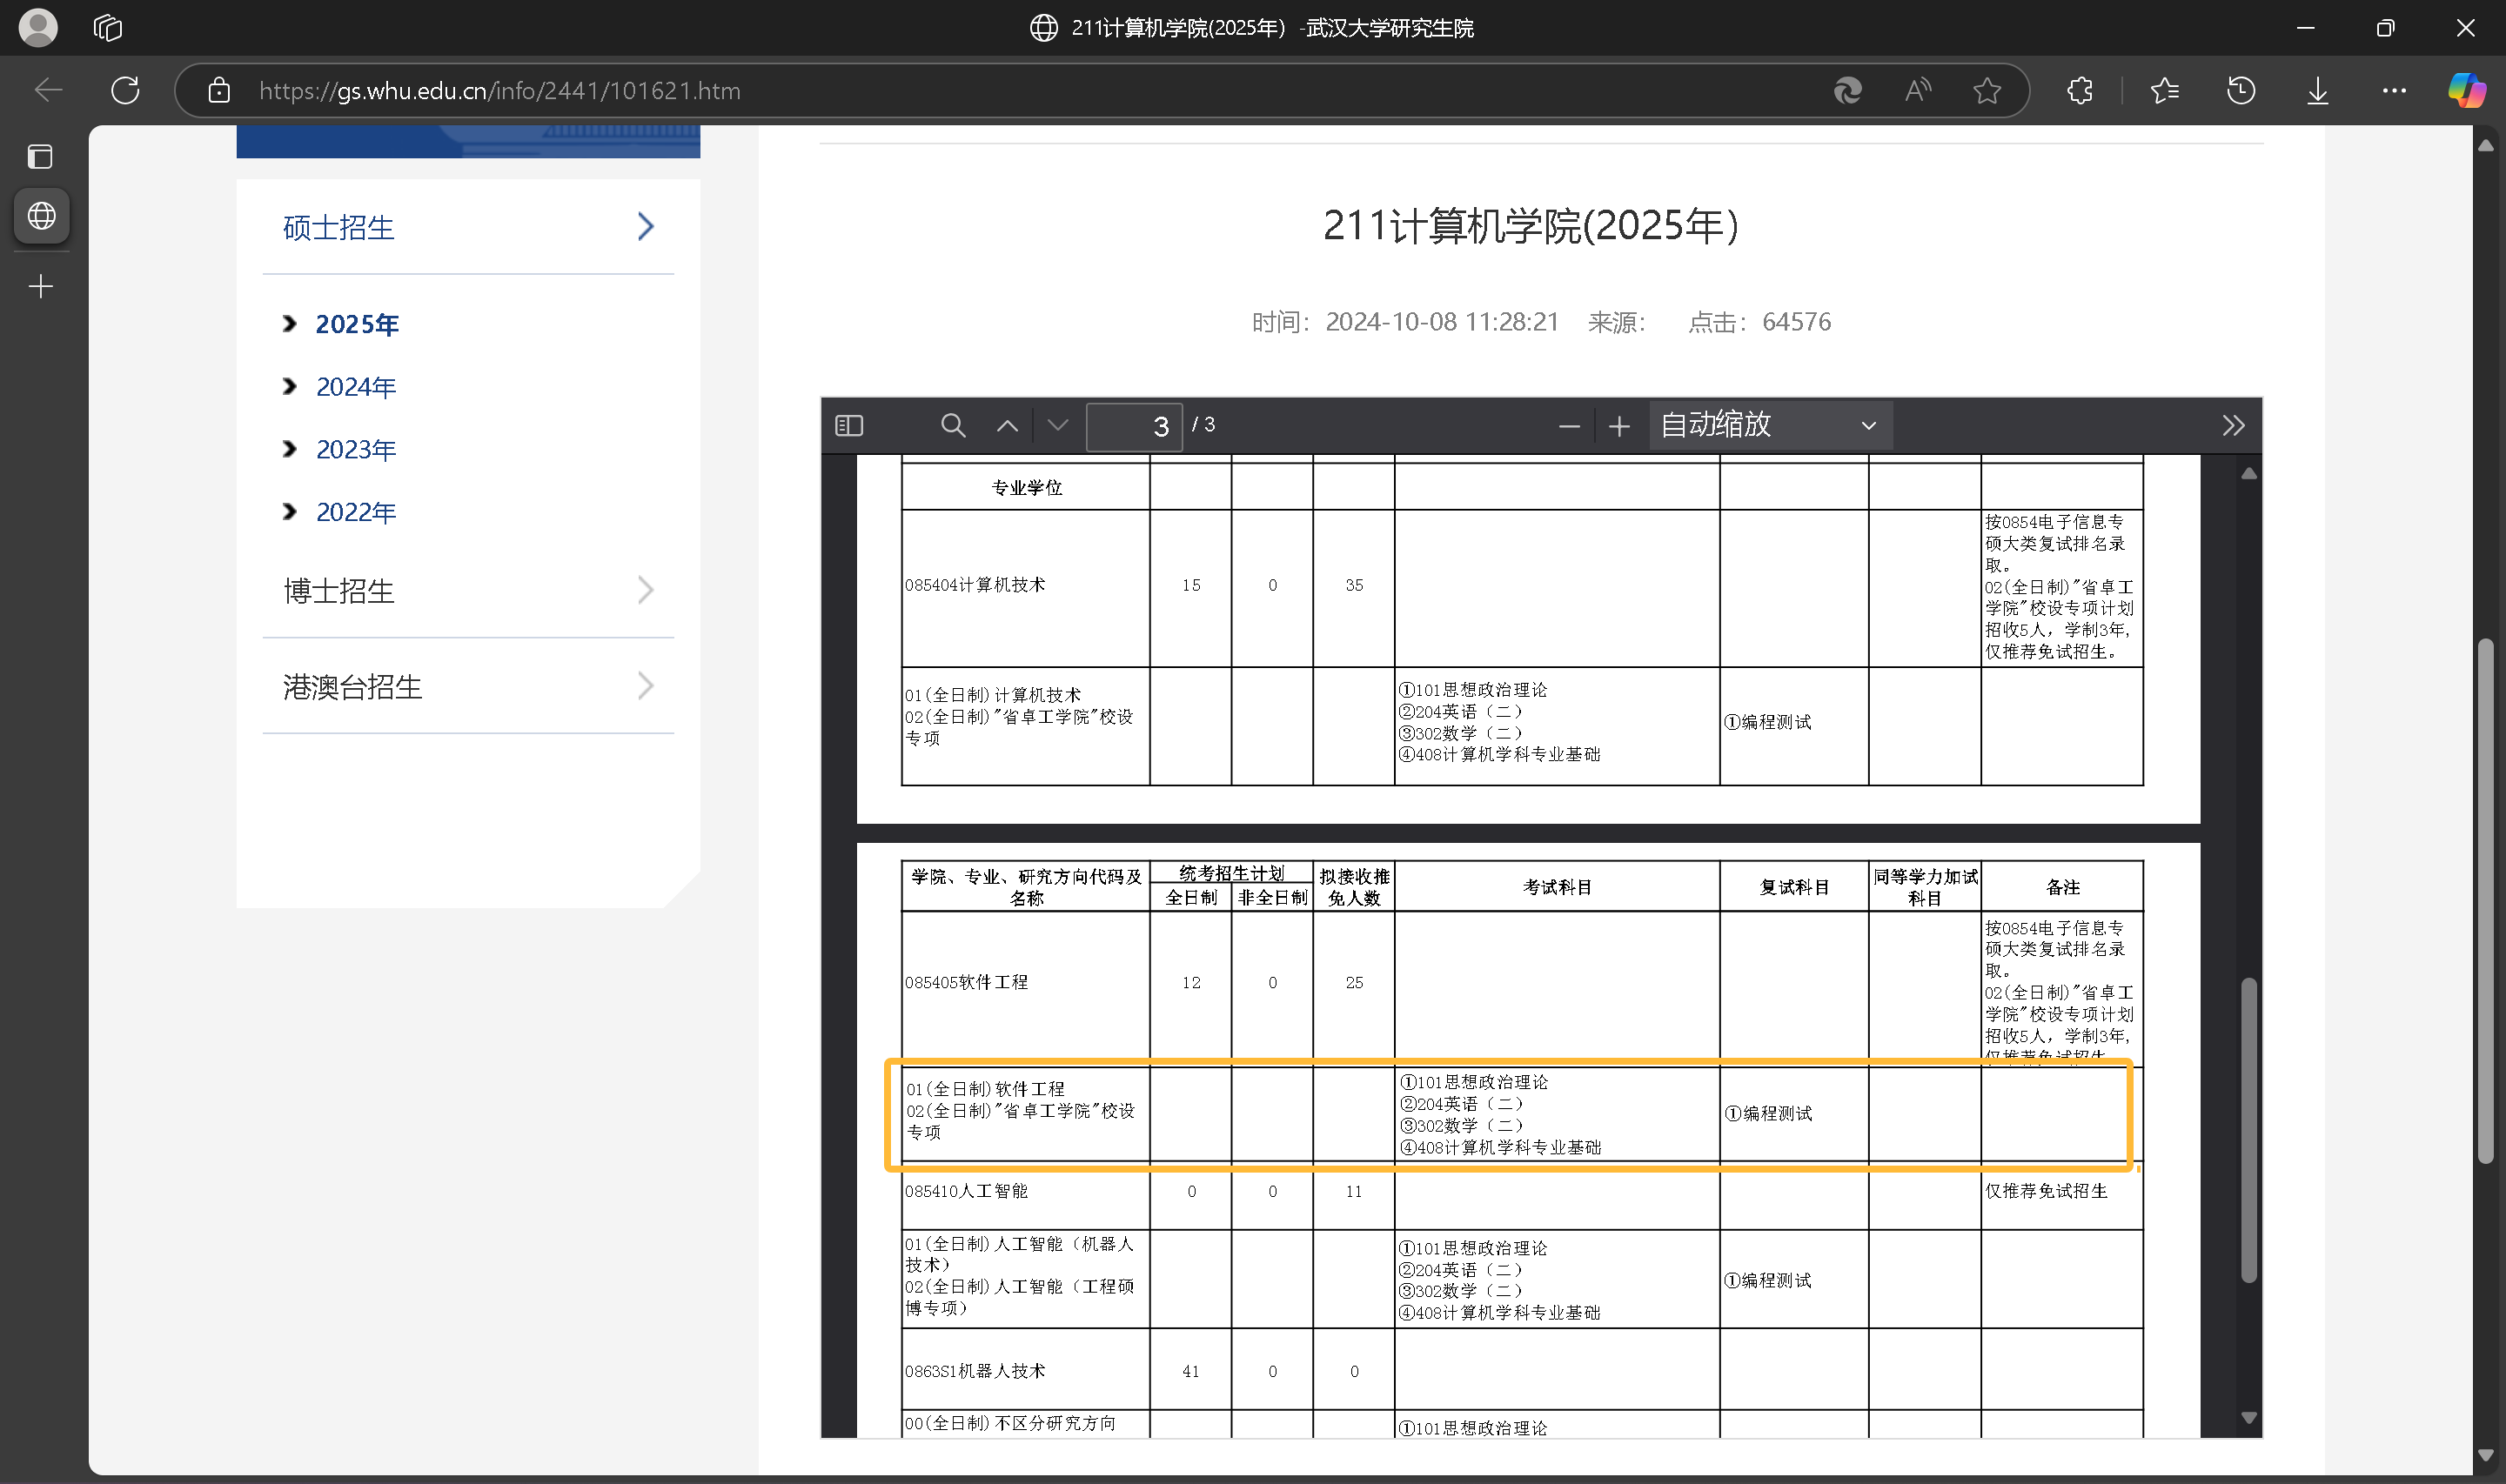 211计算机学院(2025年）-武汉大学研究生院
https://gs.whu.edu.cn/info/2441/101621.htm
硕士招生
2025年
2024年
2023年
2022年
博士招生
港澳台招生
211计算机学院(2025年）
时间：2024-10-08 11:28:21 来源： 点击：64576
3 / 3
自动缩放
专业学位
085404计算机技术 15 0 35
按0854电子信息专
硕大类复试排名录
取。
02(全日制)"省卓工
学院"校设专项计划
招收5人，学制3年,
仅推荐免试招生。
01(全日制)计算机技术
02(全日制)"省卓工学院"校设
专项
①101思想政治理论
②204英语（二）
③302数学（二）
④408计算机学科专业基础
①编程测试
学院、专业、研究方向代码及
名称
统考招生计划
全日制 非全日制
拟接收推
免人数
考试科目
复试科目
同等学力加试
科目
备注
085405软件工程 12 0 25
按0854电子信息专
硕大类复试排名录
取。
02(全日制)"省卓工
学院"校设专项计划
招收5人，学制3年,
仅推荐免试招生
01(全日制)软件工程
02(全日制)"省卓工学院"校设
专项
①101思想政治理论
②204英语（二）
③302数学（二）
④408计算机学科专业基础
①编程测试
085410人工智能 0 0 11 仅推荐免试招生
01(全日制)人工智能（机器人
技术）
02(全日制)人工智能（工程硕
博专项）
①101思想政治理论
②204英语（二）
③302数学（二）
④408计算机学科专业基础
①编程测试
0863S1机器人技术 41 0 0
00(全日制)不区分研究方向
①101思想政治理论